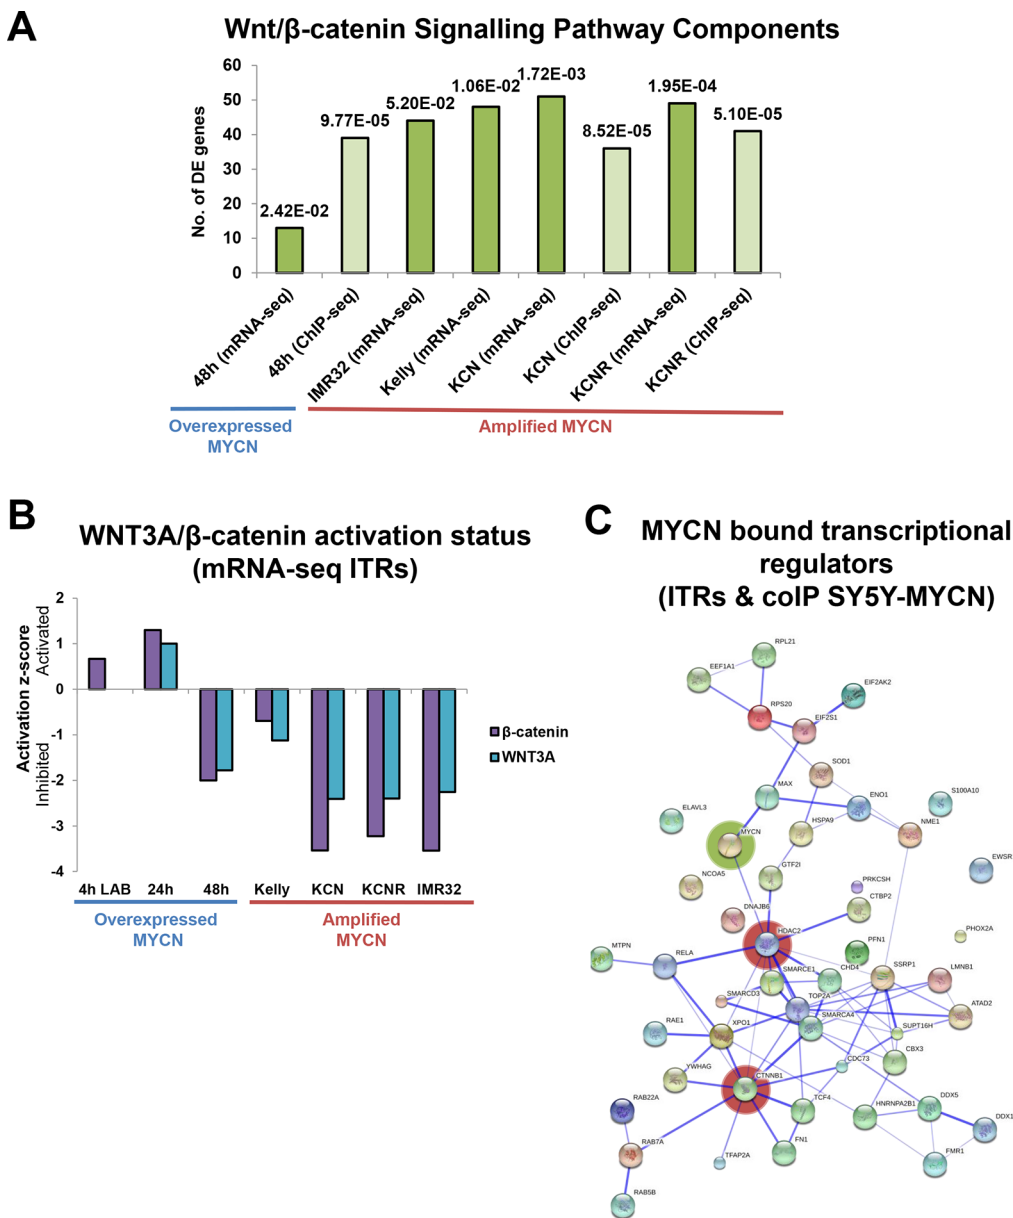 A
Wnt/β-catenin Signalling Pathway Components
No. of DE genes
60
50
40
30
20
10
0
2.42E-02
9.77E-05
5.20E-02
1.06E-02
1.72E-03
8.52E-05
1.95E-04
5.10E-05
48h (mRNA-seq)
48h (ChIP-seq)
IMR32 (mRNA-seq)
Kelly (mRNA-seq)
KCN (mRNA-seq)
KCN (ChIP-seq)
KCNR (mRNA-seq)
KCNR (ChIP-seq)
Overexpressed
MYCN
Amplified MYCN
B
WNT3A/β-catenin activation status
(mRNA-seq ITRs)
Activation z-score
Inhibited Activated
2
1
0
-1
-2
-3
-4
β-catenin
WNT3A
4h LAB 24h 48h Kelly KCN KCNR IMR32
Overexpressed
MYCN
Amplified
MYCN
C
MYCN bound transcriptional
regulators
(ITRs & coIP SY5Y-MYCN)
RPL21
EEF1A1
EIF2AK2
RPS20
EIF2S1
SOD1
MAX
ENO1
S100A10
ELAVL3
HSPA9
NME1
MYCN
EWSR
GTF2I
NCOA5
PRKCSH
CTBP2
DNAJB6
PHOX2A
HDAC2
PFN1
MTPN
RELA
SMARCE1
CHD4
SSRP1
LMNB1
SMARCD3
TOP2A
ATAD2
SMARCA4
RAE1
XPO1
SUPT16H
CBX3
CDC73
YWHAG
CTNNB1
TCF4
HNRNPA2B1
DDX5
DDX1
RAB22A
FN1
FMR1
RAB7A
TFAP2A
RAB5B